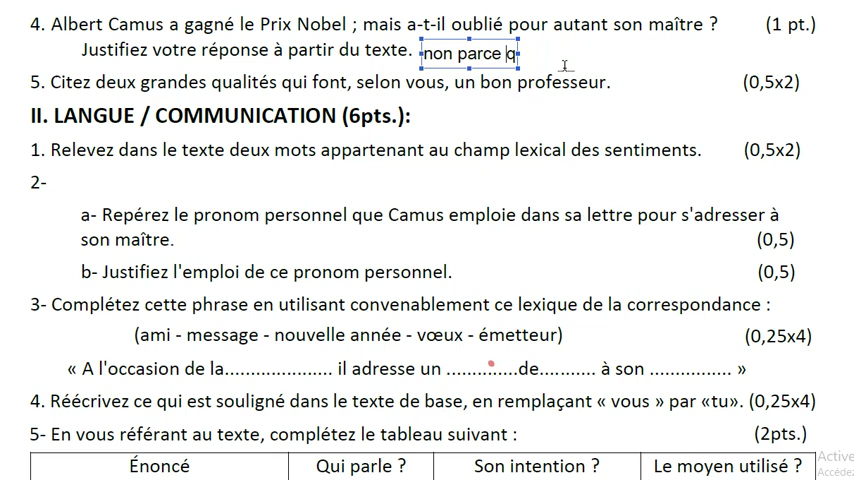 4. Albert Camus a gagné le Prix Nobel ; mais a-t-il oublié pour autant son maître ? (1 pt.)
Justifiez votre réponse à partir du texte. non parce q
5. Citez deux grandes qualités qui font, selon vous, un bon professeur. (0,5x2)
II. LANGUE / COMMUNICATION (6pts.):
1. Relevez dans le texte deux mots appartenant au champ lexical des sentiments. (0,5x2)
2-
a- Repérez le pronom personnel que Camus emploie dans sa lettre pour s'adresser à
son maître. (0,5)
b- Justifiez l'emploi de ce pronom personnel. (0,5)
3- Complétez cette phrase en utilisant convenablement ce lexique de la correspondance :
(ami - message - nouvelle année - vœux - émetteur) (0,25x4)
« A l'occasion de la..................... il adresse un ..............de........... à son ................ »
4. Réécrivez ce qui est souligné dans le texte de base, en remplaçant « vous » par «tu». (0,25x4)
5- En vous référant au texte, complétez le tableau suivant : (2pts.)
Énoncé Qui parle ? Son intention ? Le moyen utilisé ?
Active
Accédez